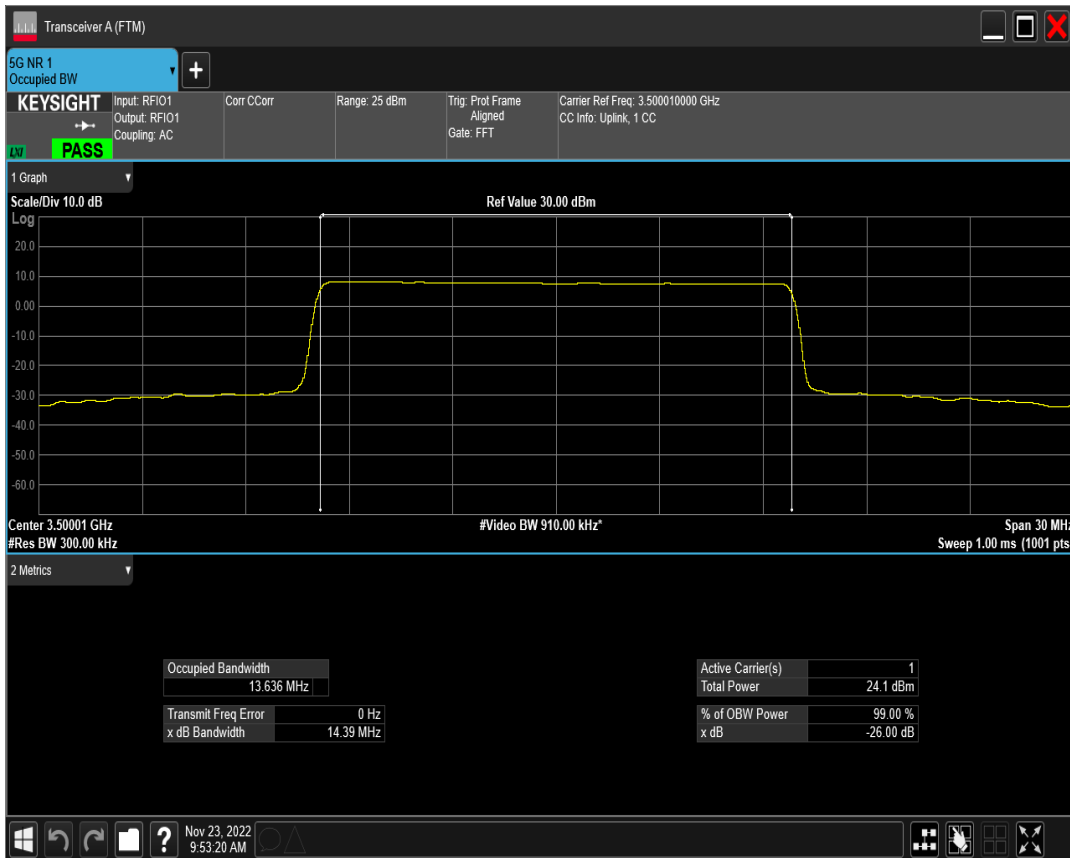 Transceiver A (FTM)
5G NR 1
Occupied BW
+
KEYSIGHT
LXI
PASS
Input: RFIO1
Output: RFIO1
Coupling: AC
Corr CCorr
Range: 25 dBm
Trig: Prot Frame
Aligned
Gate: FFT
Carrier Ref Freq: 3.500010000 GHz
CC Info: Uplink, 1 CC
1 Graph
Scale/Div 10.0 dB
Ref Value 30.00 dBm
Log
20.0
10.0
0.00
-10.0
-20.0
-30.0
-40.0
-50.0
-60.0
Center 3.50001 GHz
#Video BW 910.00 kHz*
Span 30 MHz
#Res BW 300.00 kHz
Sweep 1.00 ms (1001 pts
2 Metrics
Occupied Bandwidth
13.636 MHz
Transmit Freq Error 0 Hz
x dB Bandwidth 14.39 MHz
Active Carrier(s) 1
Total Power 24.1 dBm
% of OBW Power 99.00 %
x dB -26.00 dB
?
Nov 23, 2022
9:53:20 AM